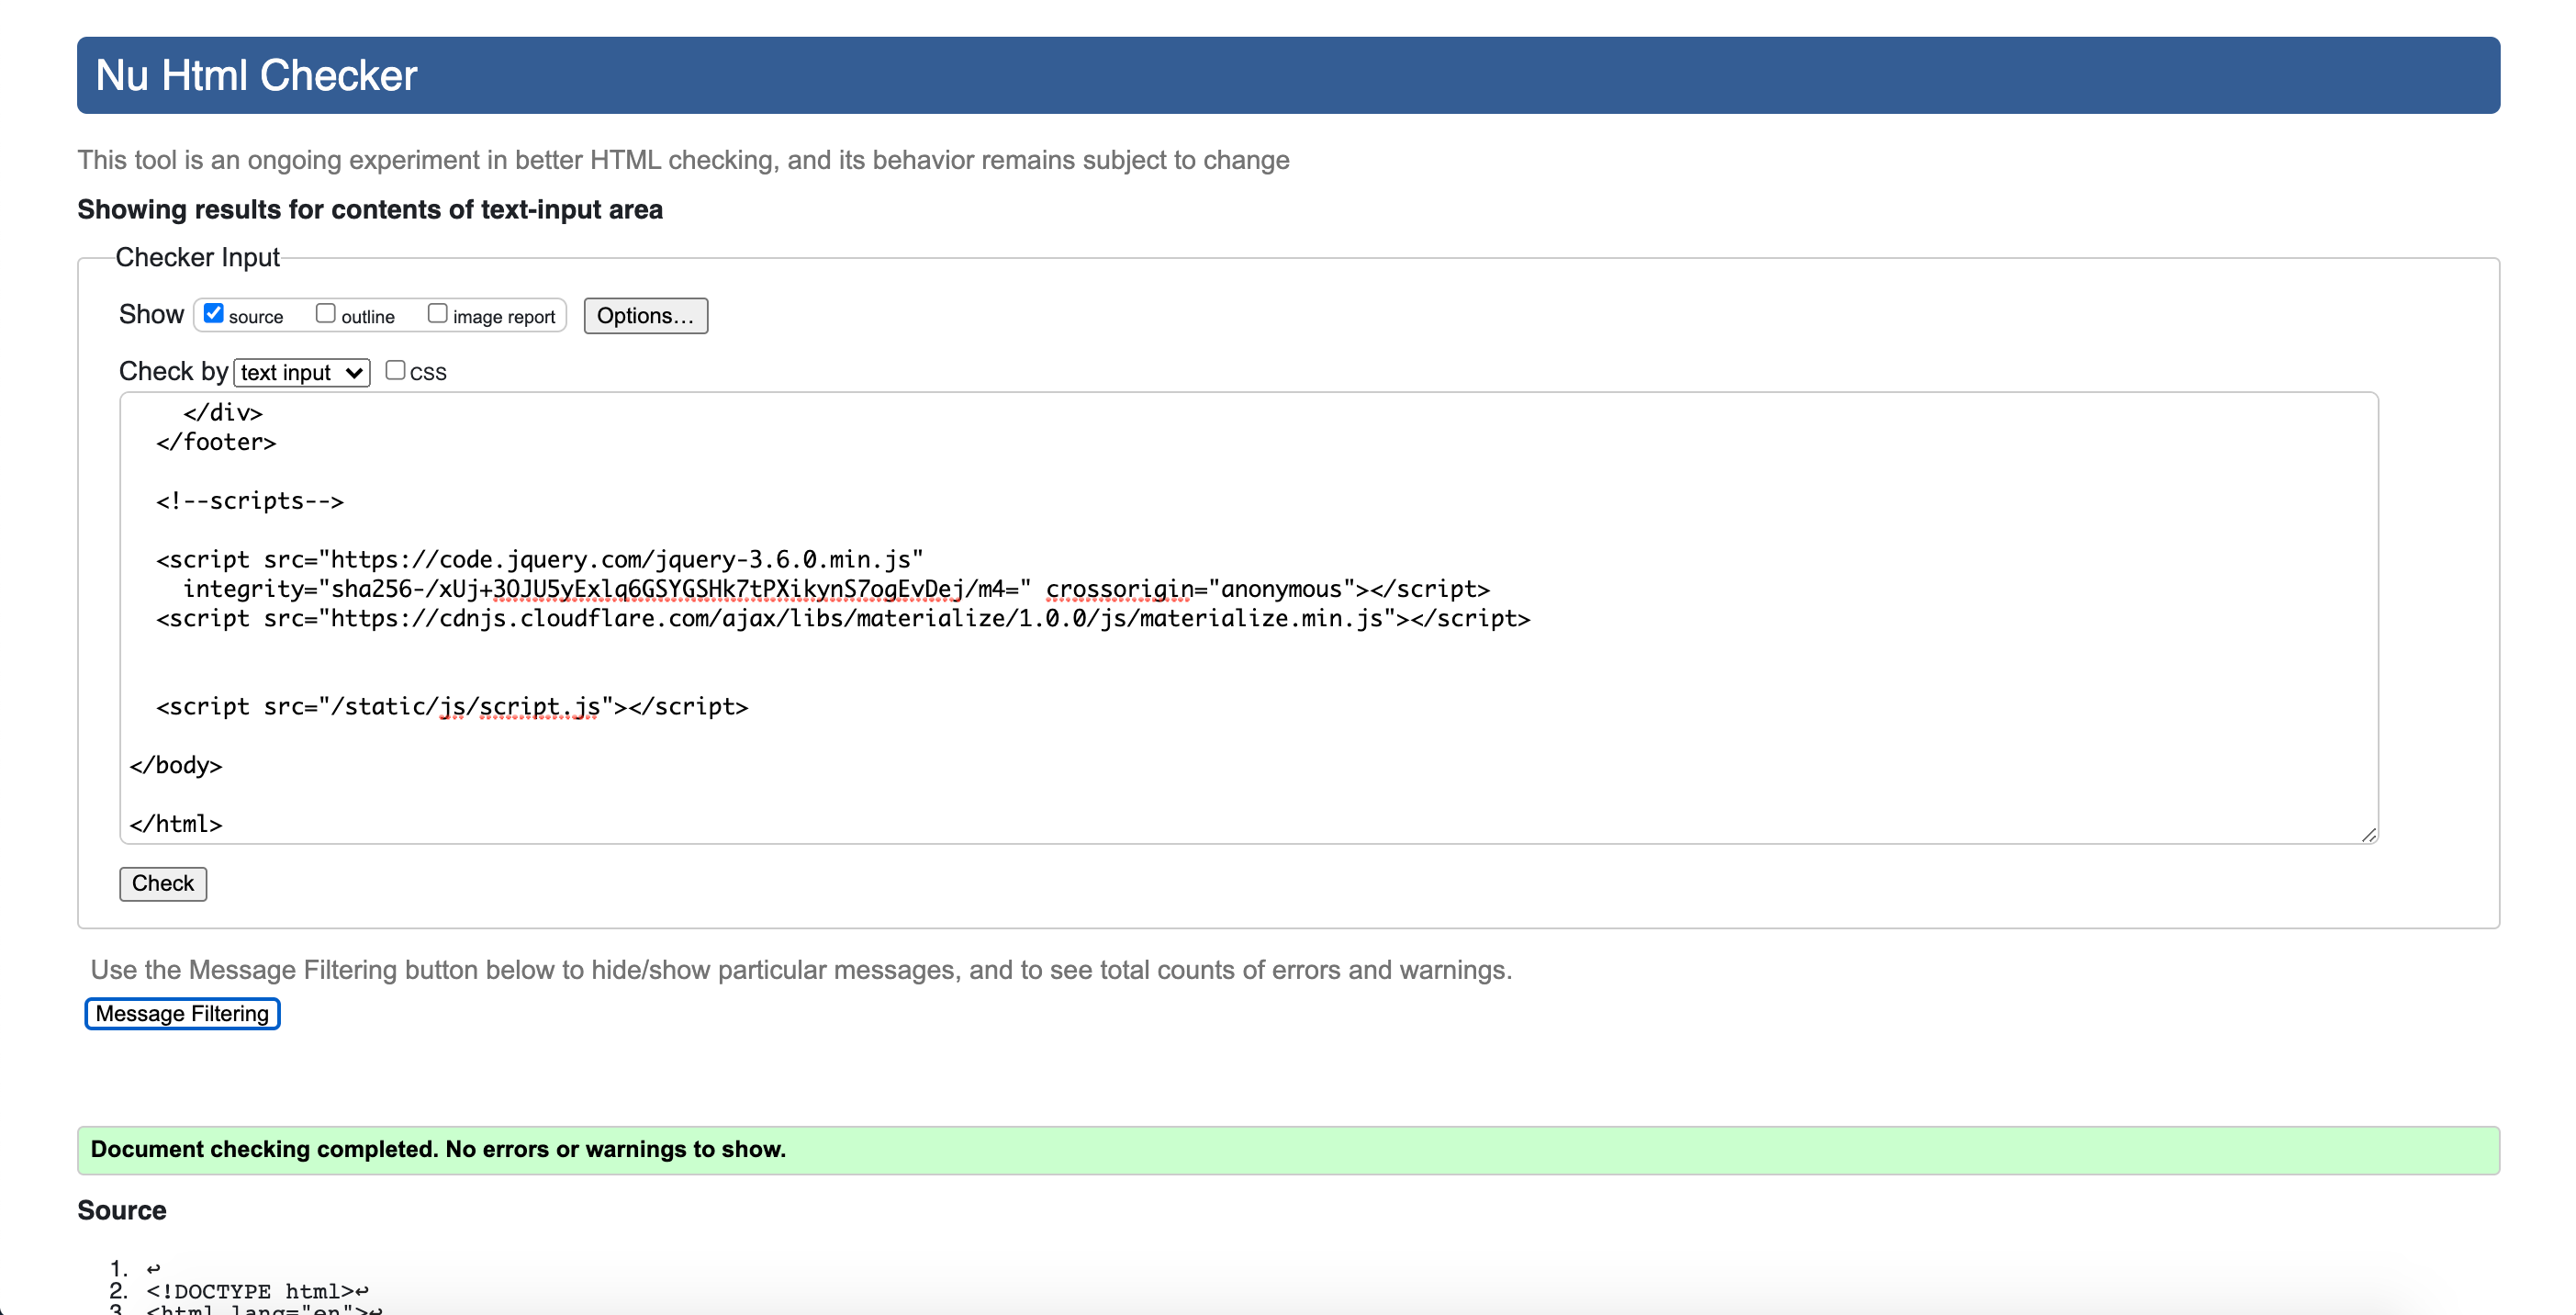 Nu Html Checker
This tool is an ongoing experiment in better HTML checking, and its behavior remains subject to change
Showing results for contents of text-input area
Checker Input
Show source outline image report Options...
Check by text input CSS
</div>
</footer>
<!--scripts-->
<script src="https://code.jquery.com/jquery-3.6.0.min.js"
integrity="sha256-/xUj+3OJU5yExlq6GSYGSHk7tPXikynS7ogEvDej/m4=" crossorigin="anonymous"></script>
<script src="https://cdnjs.cloudflare.com/ajax/libs/materialize/1.0.0/js/materialize.min.js"></script>
<script src="/static/js/script.js"></script>
</body>
</html>
Check
Use the Message Filtering button below to hide/show particular messages, and to see total counts of errors and warnings.
Message Filtering
Document checking completed. No errors or warnings to show.
Source
1. ↩
2. <!DOCTYPE html>↩
3. <html lang="en">↩